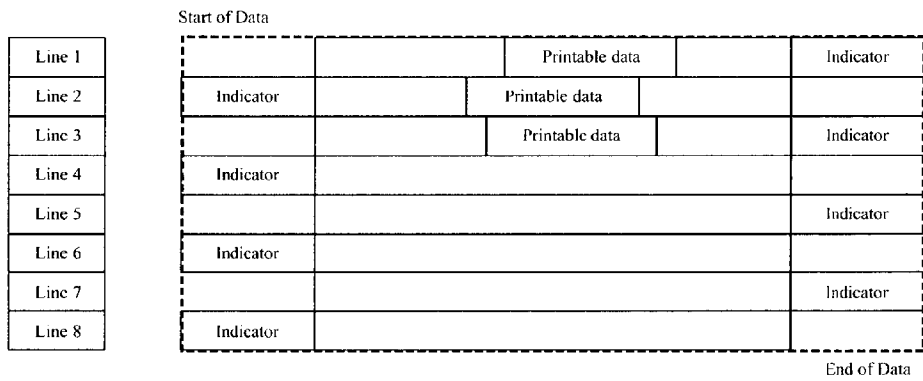 Start of Data
Line 1 Printable data Indicator
Line 2 Indicator Printable data
Line 3 Printable data Indicator
Line 4 Indicator
Line 5 Indicator
Line 6 Indicator
Line 7 Indicator
Line 8 Indicator
End of Data